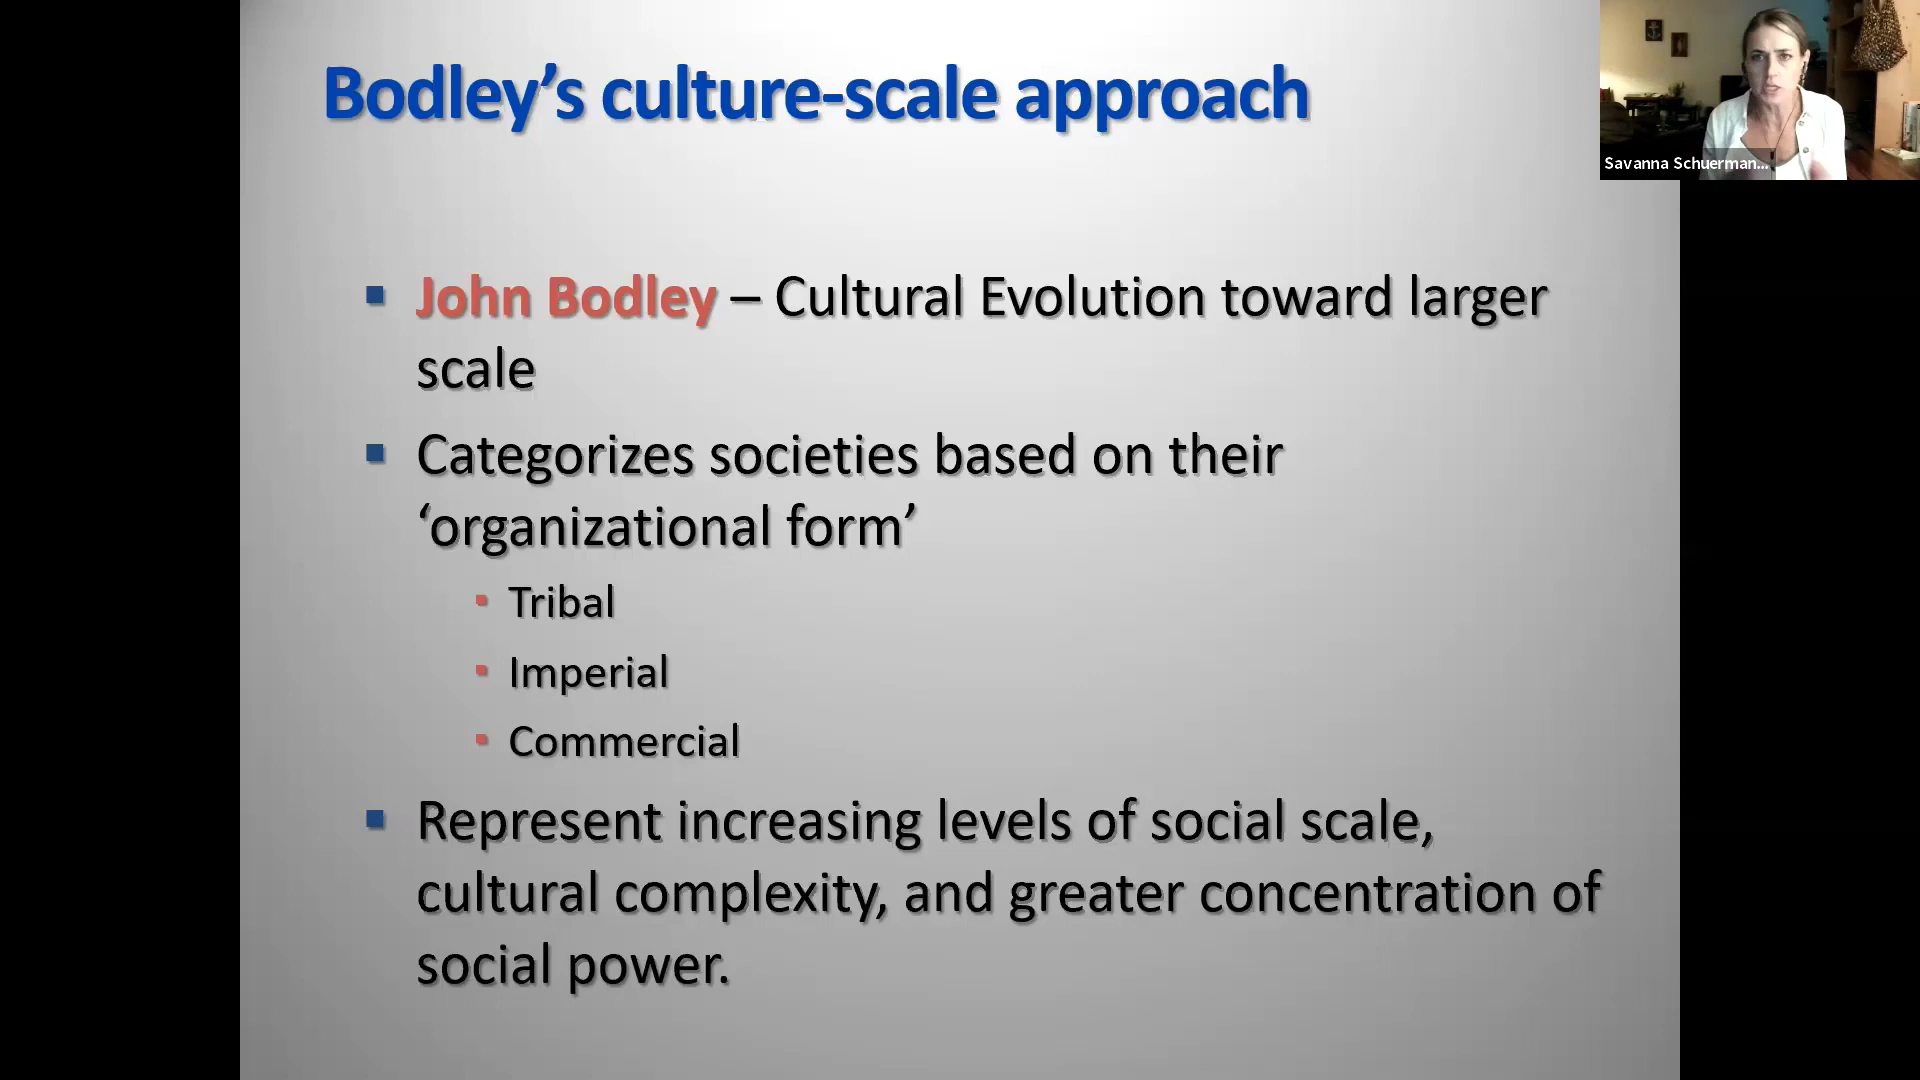 Bodley’s culture-scale approach
Savanna Schuerman...
John Bodley – Cultural Evolution toward larger
scale
Categorizes societies based on their
‘organizational form’
Tribal
Imperial
Commercial
Represent increasing levels of social scale,
cultural complexity, and greater concentration of
social power.